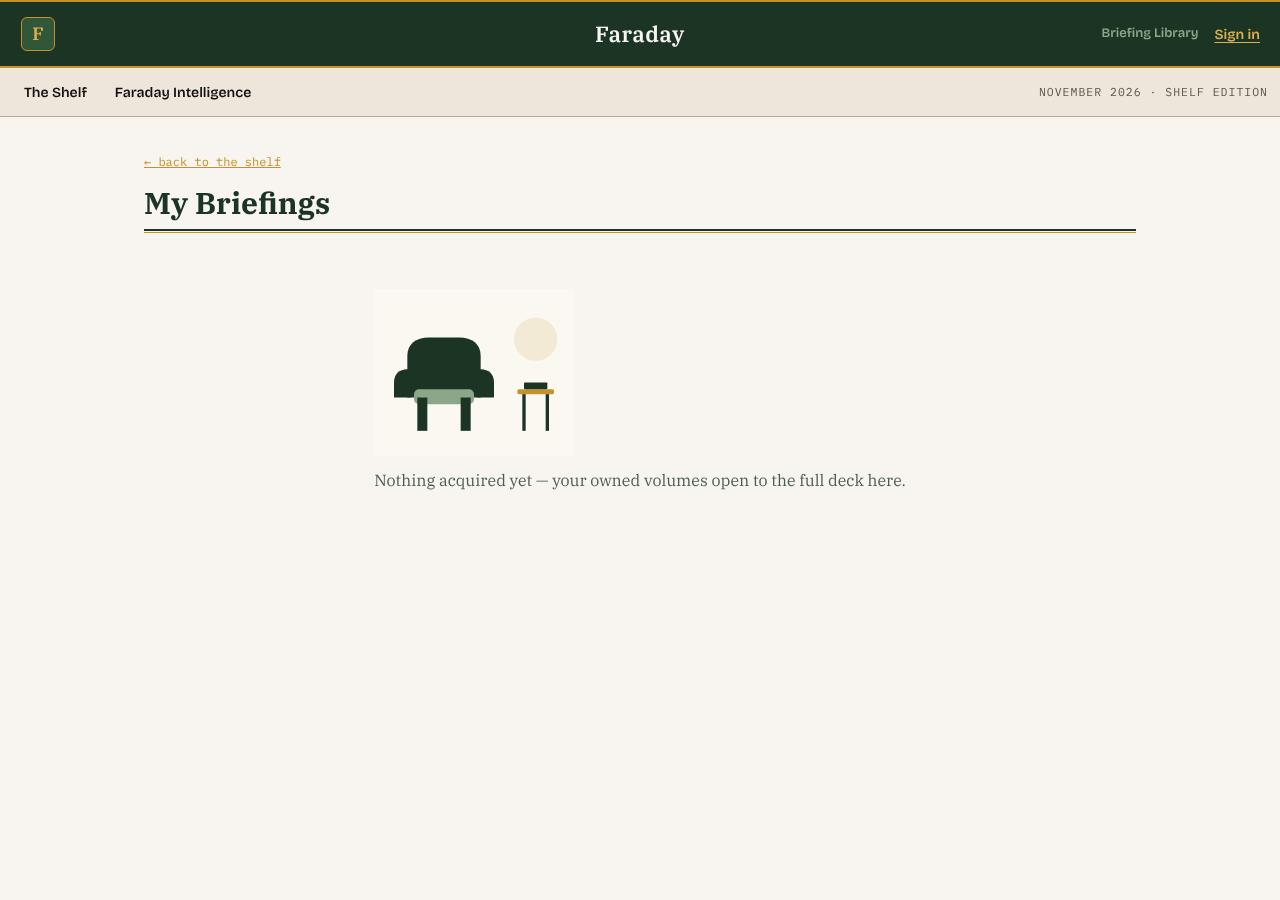 F
Faraday
Briefing Library
Sign in
The Shelf
Faraday Intelligence
NOVEMBER 2026 · SHELF EDITION
← back to the shelf
My Briefings
Nothing acquired yet — your owned volumes open to the full deck here.